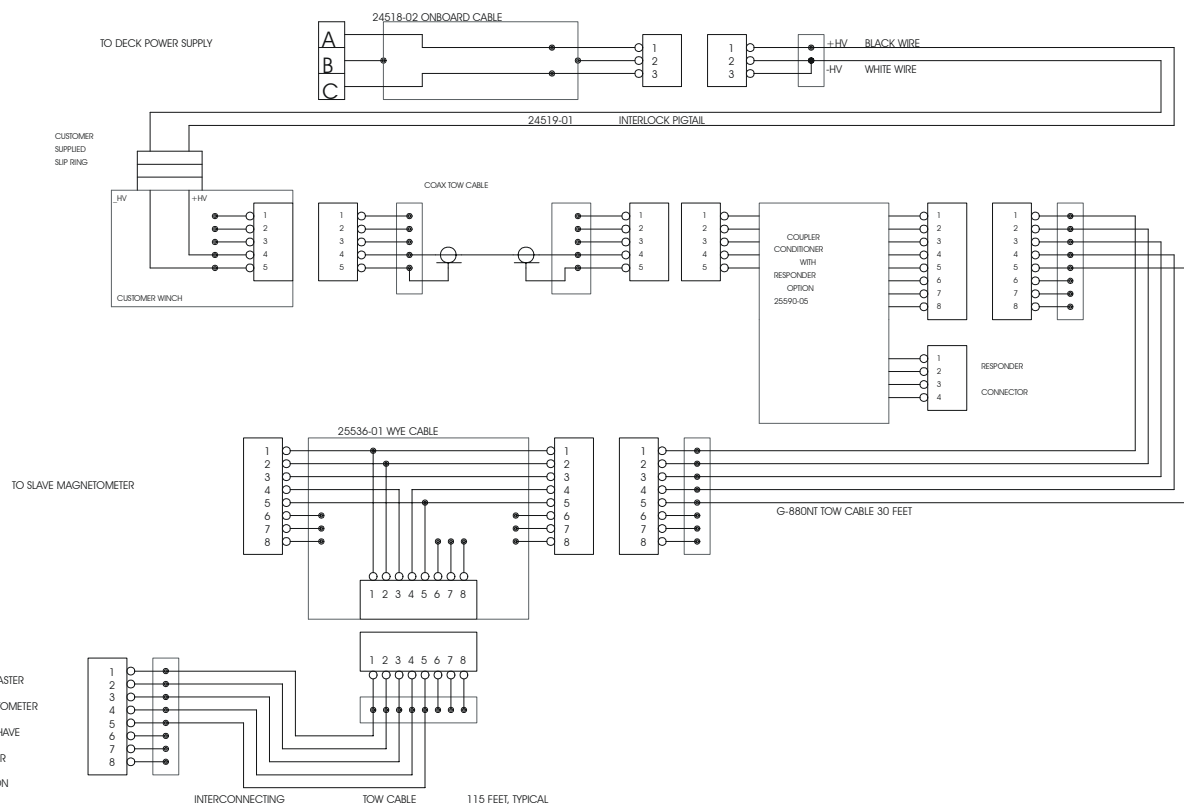 24518-02 ONBOARD CABLE
TO DECK POWER SUPPLY
A
B
C
1
2
3
1
2
3
+HV BLACK WIRE
-HV WHITE WIRE
24519-01 INTERLOCK PIGTAIL
CUSTOMER
SUPPLIED
SLIP RING
_HV
+HV
1
2
3
4
5
CUSTOMER WINCH
COAX TOW CABLE
1
2
3
4
5
1
2
3
4
5
1
2
3
4
5
COUPLER
CONDITIONER
WITH
RESPONDER
OPTION
25590-05
1
2
3
4
5
6
7
8
1
2
3
4
5
6
7
8
1
2
3
4
RESPONDER
CONNECTOR
25536-01 WYE CABLE
TO SLAVE MAGNETOMETER
1
2
3
4
5
6
7
8
1
2
3
4
5
6
7
8
1
2
3
4
5
6
7
8
G-880NT TOW CABLE 30 FEET
1 2 3 4 5 6 7 8
1 2 3 4 5 6 7 8
ASTER
OMETER
HAVE
R
ON
1
2
3
4
5
6
7
8
INTERCONNECTING TOW CABLE 115 FEET, TYPICAL